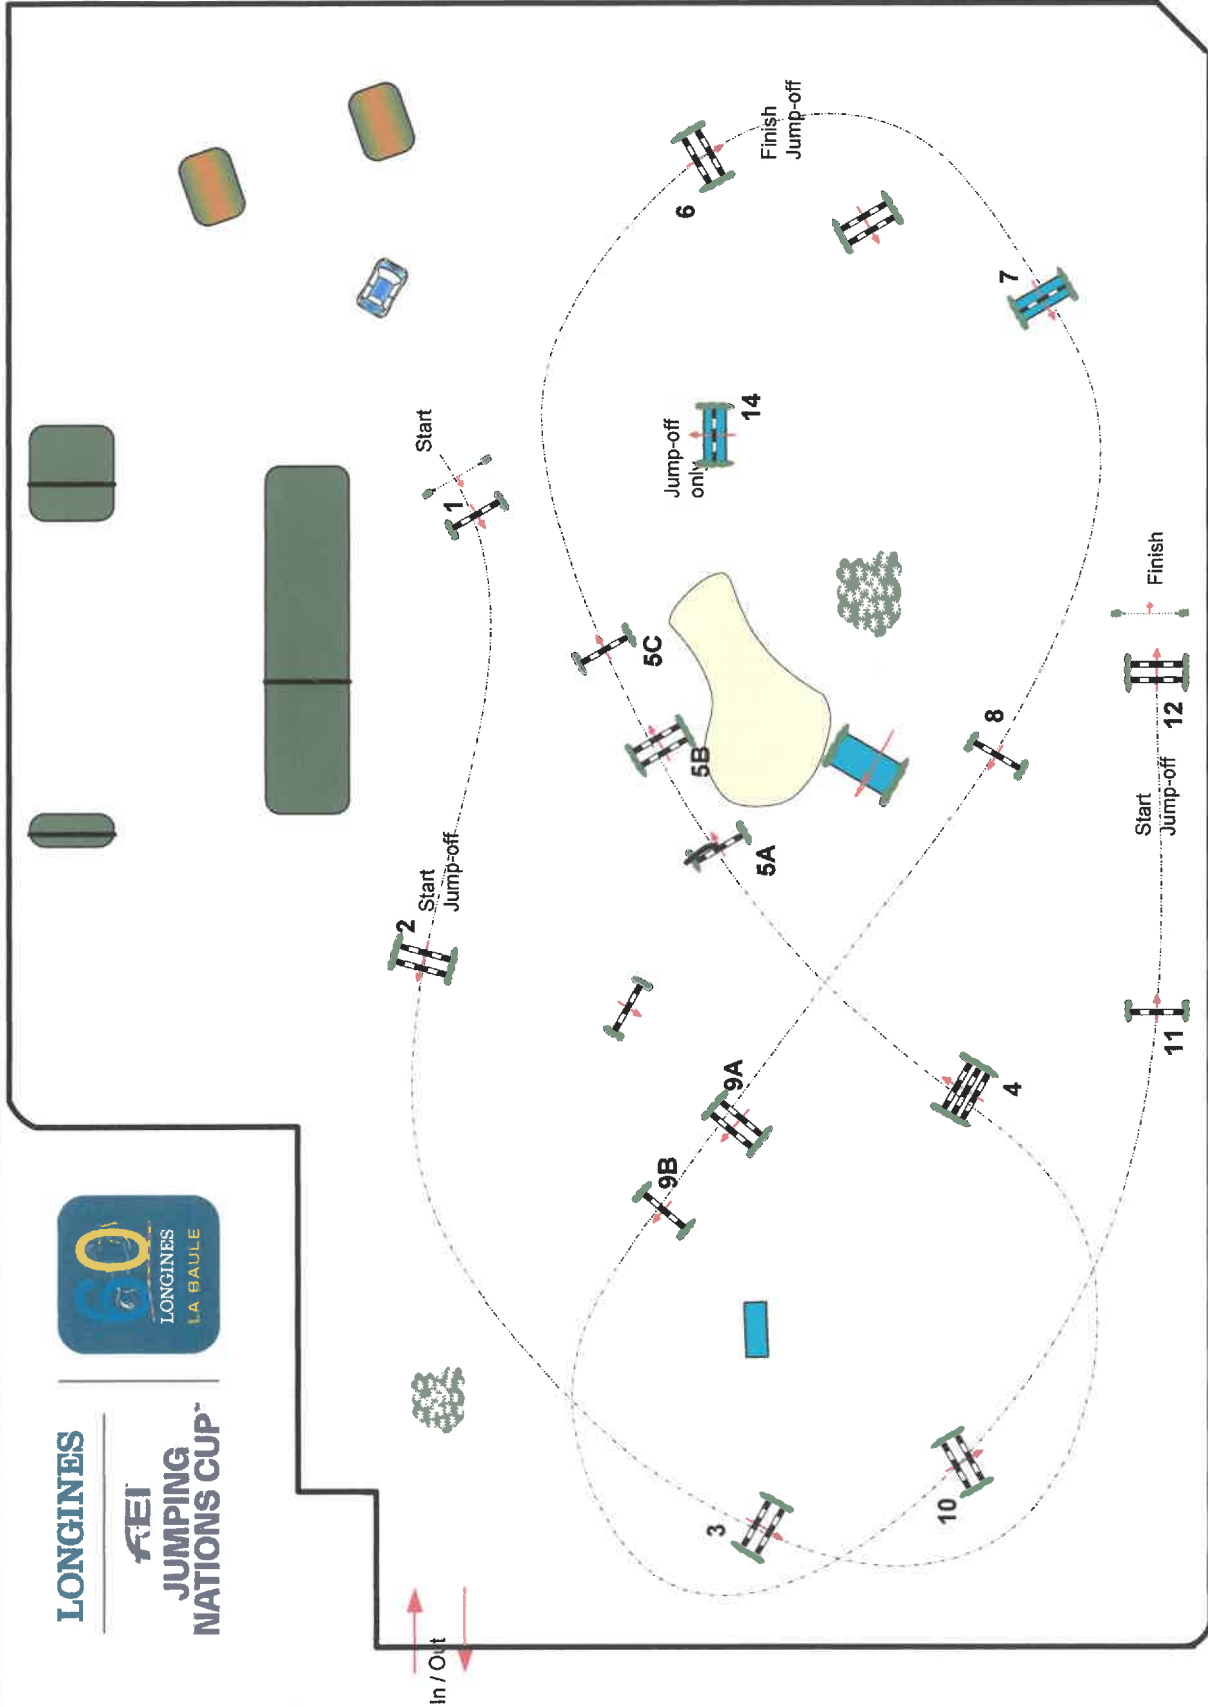 LONGINES
FEI
JUMPING
NATIONS CUP™
60
LONGINES
LA BAULE
In / Out
Start
1
2
Start
Jump-off
3
4
5A
5B
5C
6
Finish
Jump-off
7
8
9A
9B
10
11
12
Start
Jump-off
Finish
Jump-off
only
14